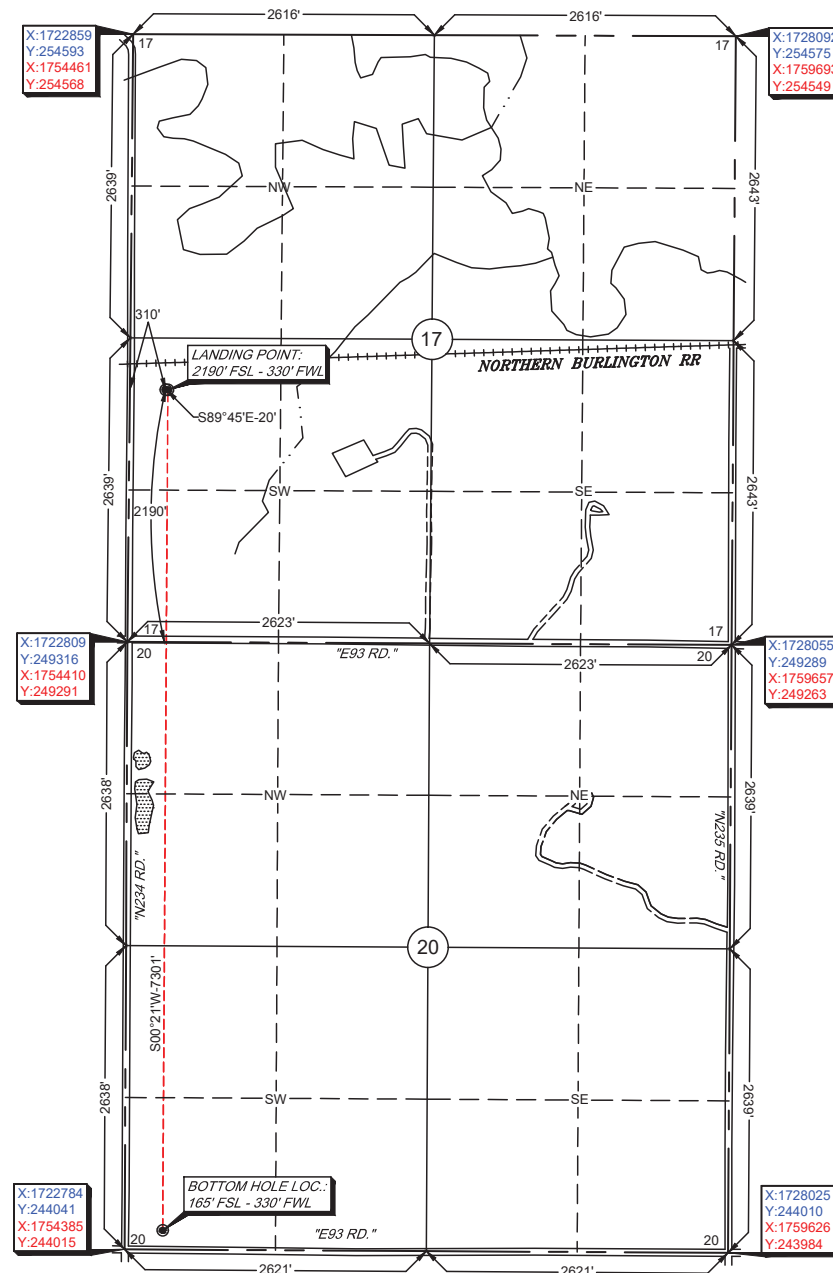 2616'
2616'
X:1722859
Y:254593
X:1754461
Y:254568
17
17
X:1728092
Y:254575
X:1759693
Y:254549
2639'
NW
NE
2643'
310'
17
LANDING POINT:
2190' FSL - 330' FWL
NORTHERN BURLINGTON RR
S89°45'E-20'
2639'
SW
SE
2643'
2190'
17
2623'
17
X:1722809
Y:249316
X:1754410
Y:249291
20
"E93 RD."
2623'
20
X:1728055
Y:249289
X:1759657
Y:249263
2638'
NW
NE
2639'
"N234 RD."
"N235 RD."
20
S00°21'W-7301'
2638'
SW
SE
2639'
X:1722784
Y:244041
X:1754385
Y:244015
BOTTOM HOLE LOC.:
165' FSL - 330' FWL
20
"E93 RD."
20
X:1728025
Y:244010
X:1759626
Y:243984
2621'
2621'